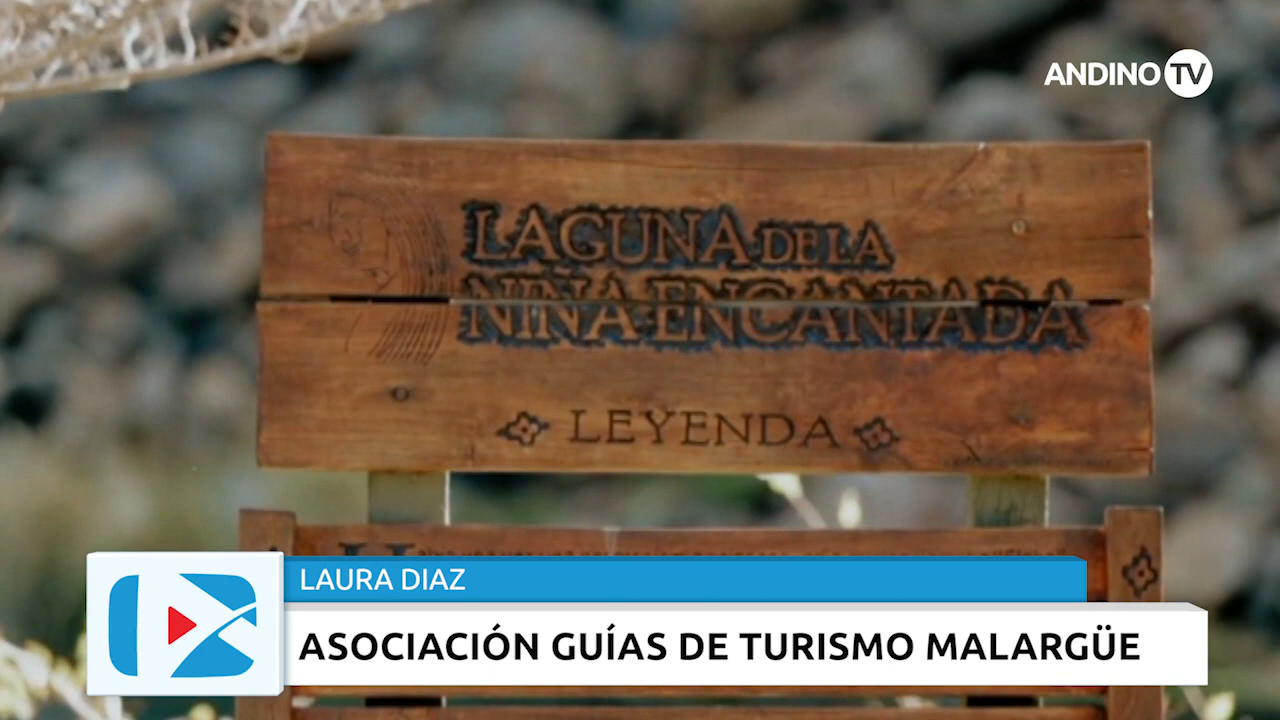 ANDINO TV
LAGUNA DE LA
NIÑA ENCANTADA
LEYENDA
LAURA DIAZ
ASOCIACIÓN GUÍAS DE TURISMO MALARGÜE